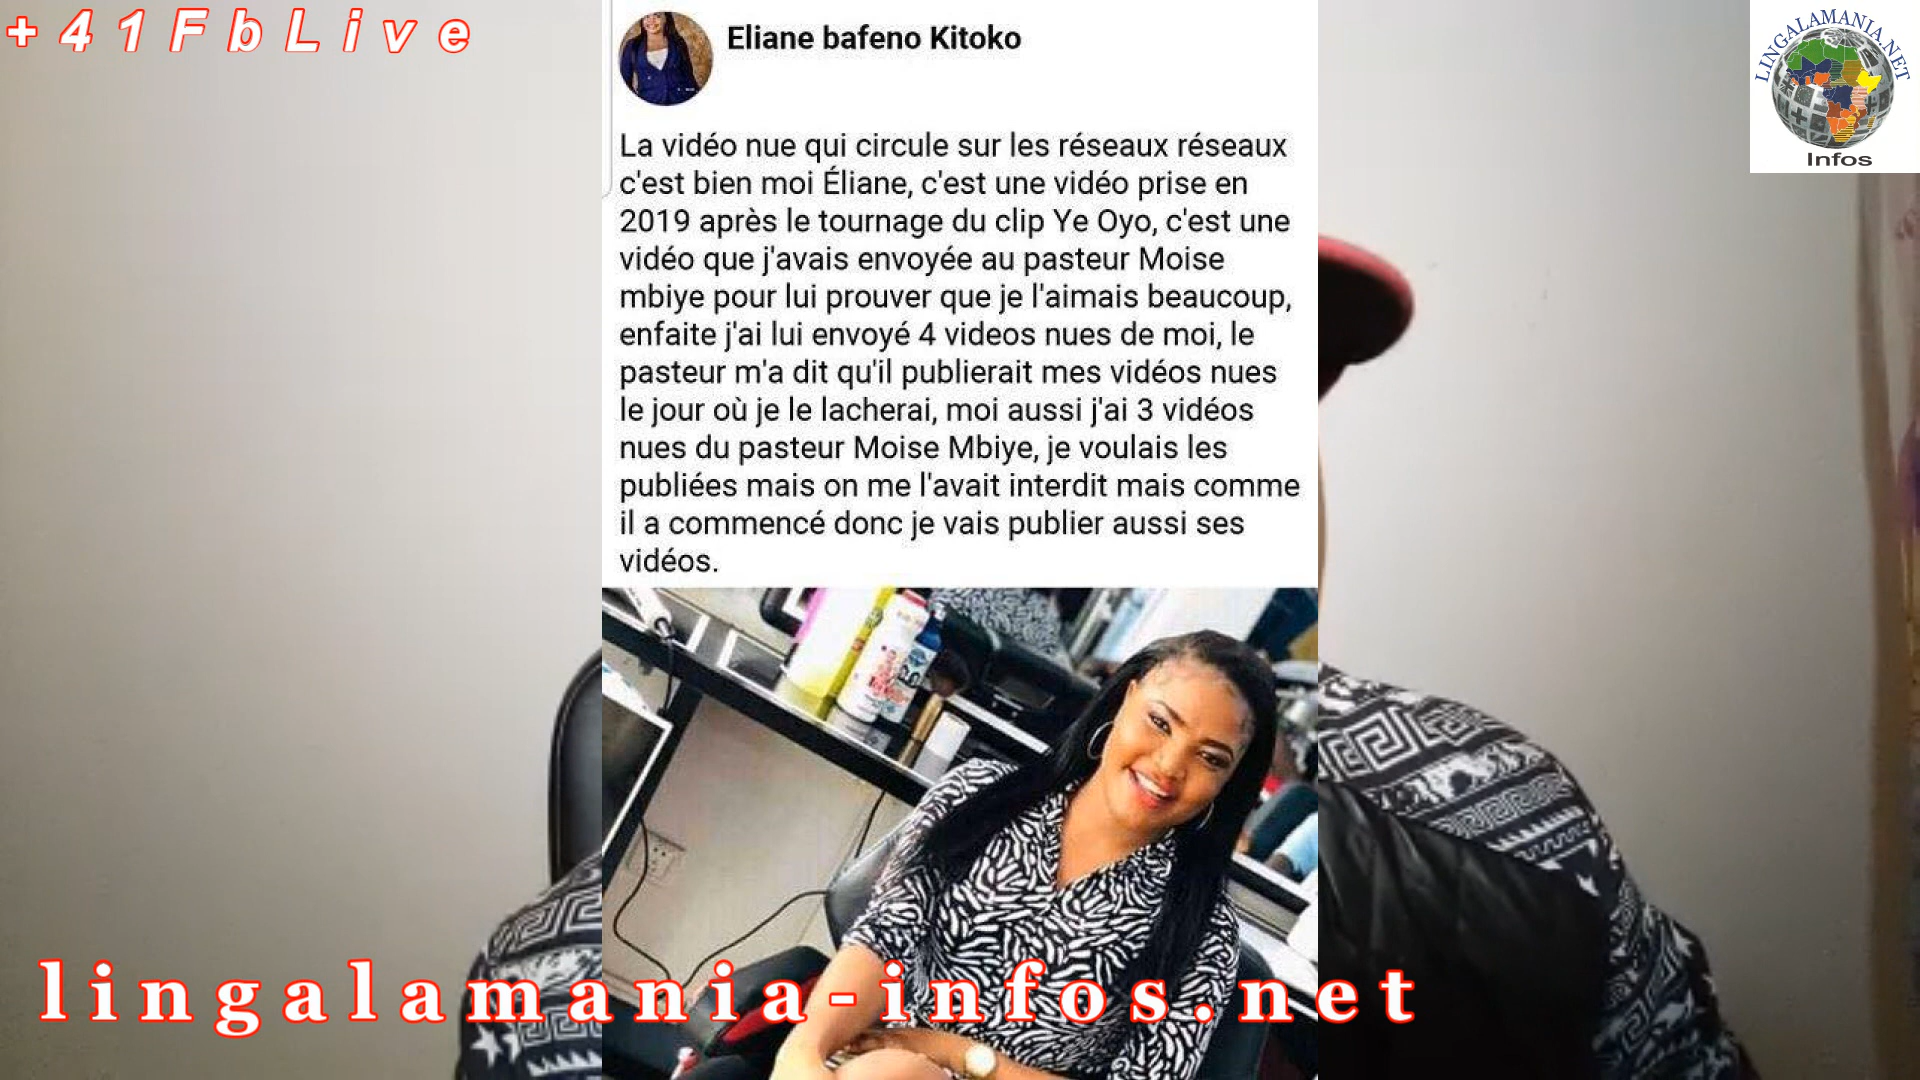 +41FbLive
Eliane bafeno Kitoko
La vidéo nue qui circule sur les réseaux réseaux
c'est bien moi Éliane, c'est une vidéo prise en
2019 après le tournage du clip Ye Oyo, c'est une
vidéo que j'avais envoyée au pasteur Moise
mbiye pour lui prouver que je l'aimais beaucoup,
enfaite j'ai lui envoyé 4 videos nues de moi, le
pasteur m'a dit qu'il publierait mes vidéos nues
le jour où je le lacherai, moi aussi j'ai 3 vidéos
nues du pasteur Moise Mbiye, je voulais les
publiées mais on me l'avait interdit mais comme
il a commencé donc je vais publier aussi ses
vidéos.
LINGALAMANIA.NET
Infos
lingalamania-infos.net